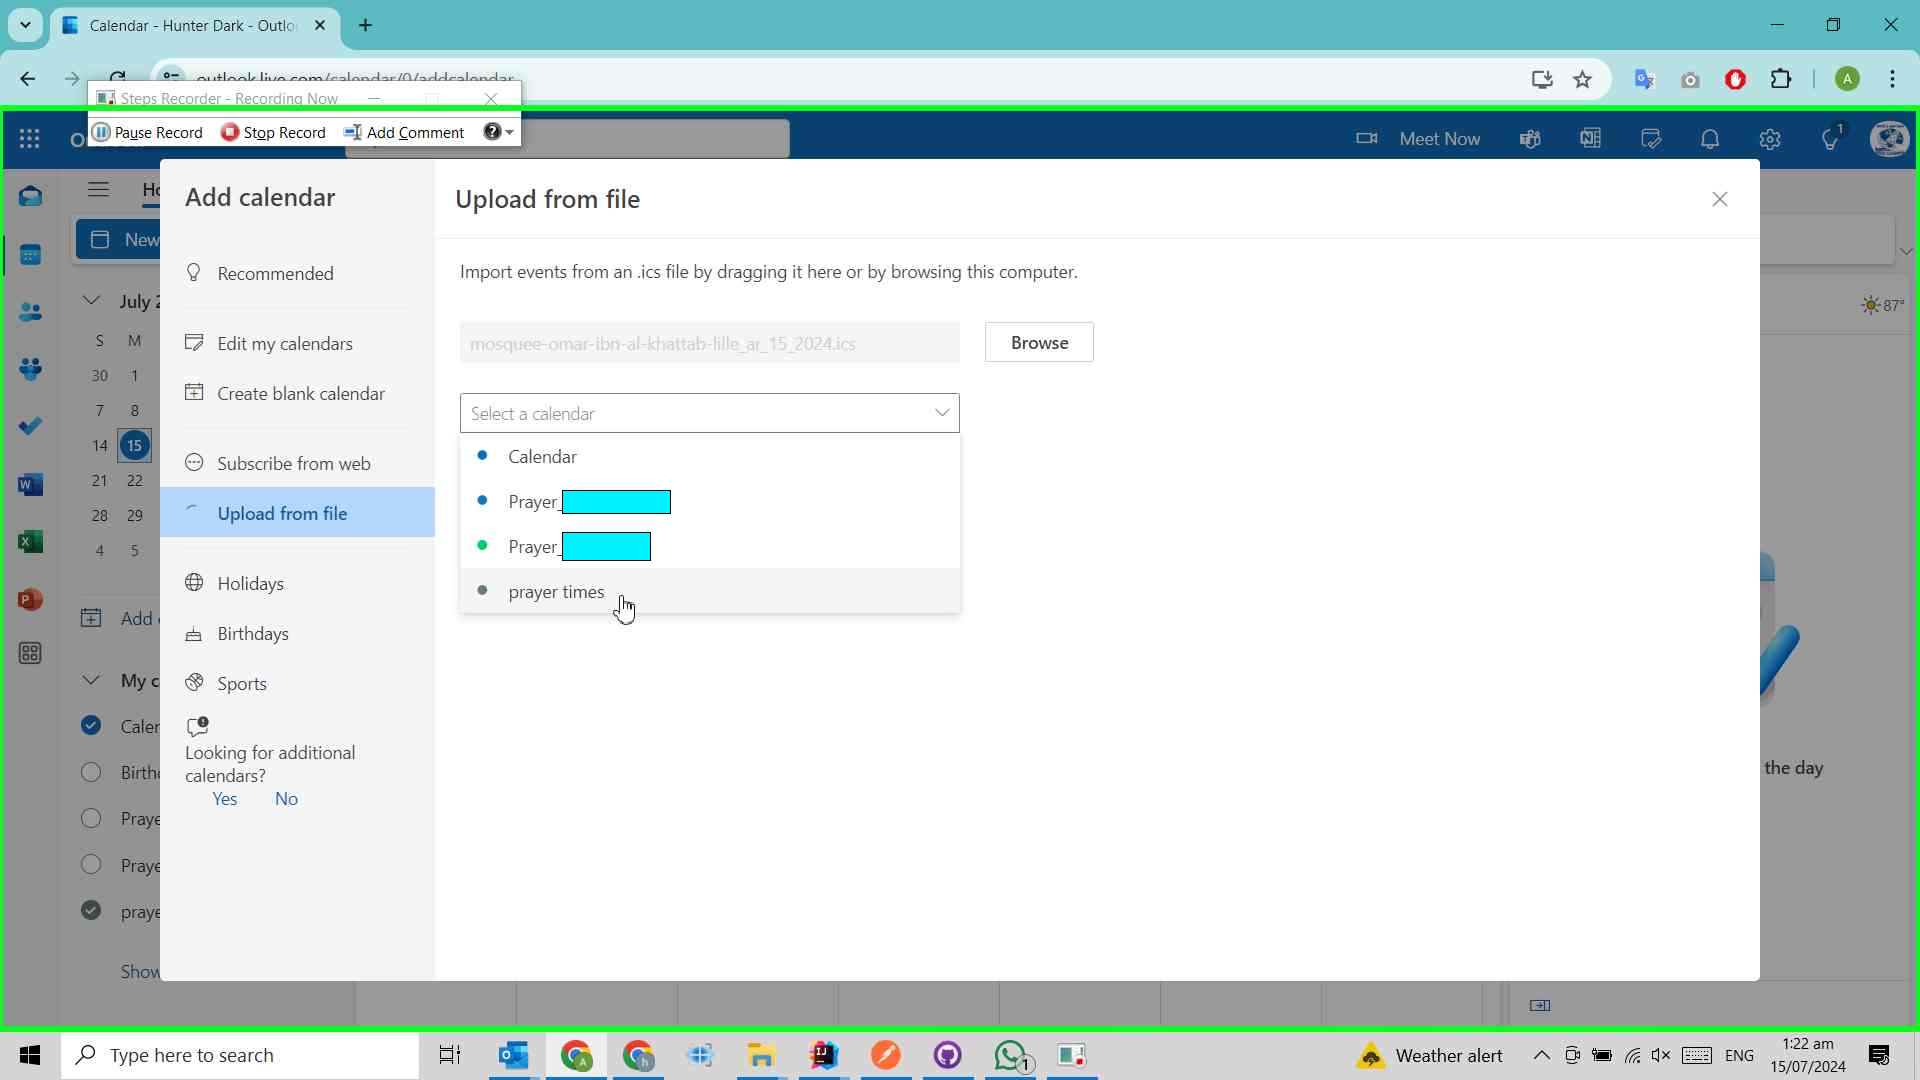 Calendar - Hunter Dark - Outlo
outlook.live.com/calendar/0/addcalendar
A
Steps Recorder - Recording Now
Pause Record
Stop Record
Add Comment
Meet Now
1
Add calendar
Recommended
Edit my calendars
Create blank calendar
Subscribe from web
Upload from file
Holidays
Birthdays
Sports
Looking for additional
calendars?
Yes No
Upload from file
Import events from an .ics file by dragging it here or by browsing this computer.
mosquee-omar-ibn-al-khattab-lille_ar_15_2024.ics
Browse
Select a calendar
Calendar
Prayer_
Prayer_
prayer times
New
July 2
S M
30 1
7 8
14 15
21 22
28 29
4 5
Add
My c
Caler
Birth
Praye
Praye
praye
Show
87°
the day
Type here to search
Weather alert
ENG
1:22 am
15/07/2024